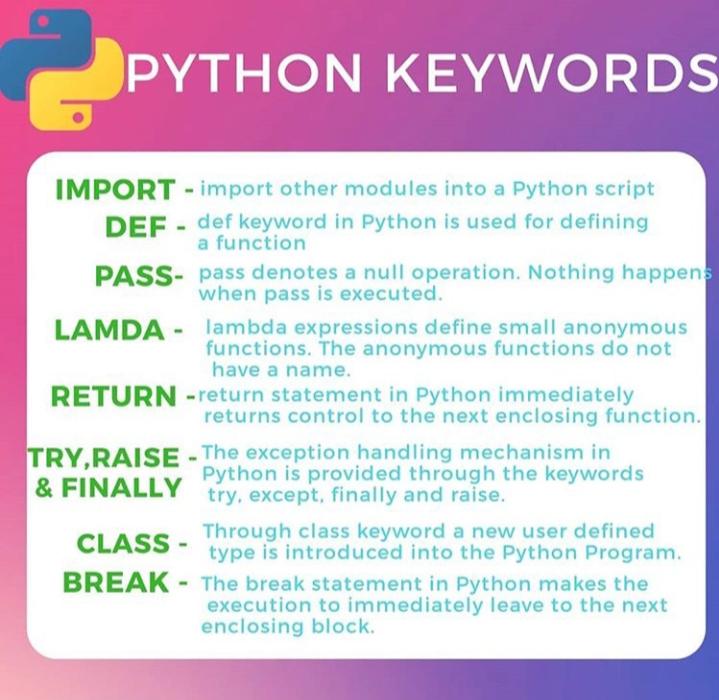 PYTHON KEYWORDS
IMPORT - import other modules into a Python script
DEF - def keyword in Python is used for defining
a function
PASS- pass denotes a null operation. Nothing happens
when pass is executed.
LAMDA - lambda expressions define small anonymous
functions. The anonymous functions do not
have a name.
RETURN -return statement in Python immediately
returns control to the next enclosing function.
TRY,RAISE - The exception handling mechanism in
& FINALLY Python is provided through the keywords
try, except, finally and raise.
CLASS - Through class keyword a new user defined
type is introduced into the Python Program.
BREAK - The break statement in Python makes the
execution to immediately leave to the next
enclosing block.